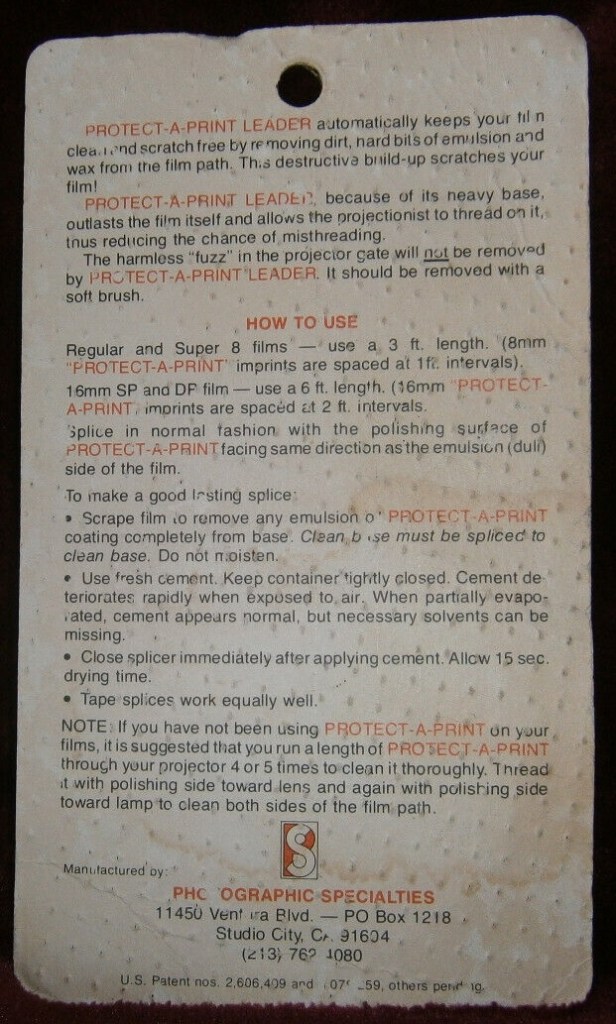 PROTECT-A-PRINT LEADER automatically keeps your film
clean and scratch free by removing dirt, hard bits of emulsion and
wax from the film path. This destructive build-up scratches your
film!
PROTECT-A-PRINT LEADER, because of its heavy base,
outlasts the film itself and allows the projectionist to thread on it,
thus reducing the chance of misthreading.
The harmless "fuzz" in the projector gate will not be removed
by PROTECT-A-PRINT LEADER. It should be removed with a
soft brush.
HOW TO USE
Regular and Super 8 films — use a 3 ft. length. (8mm
"PROTECT-A-PRINT" imprints are spaced at 1ft. intervals).
16mm SP and DP film — use a 6 ft. length. (16mm "PROTECT-
A-PRINT" imprints are spaced at 2 ft. intervals.
Splice in normal fashion with the polishing surface of
PROTECT-A-PRINT facing same direction as the emulsion (dull)
side of the film.
To make a good lasting splice:
• Scrape film to remove any emulsion or PROTECT-A-PRINT
coating completely from base. Clean base must be spliced to
clean base. Do not moisten.
• Use fresh cement. Keep container tightly closed. Cement de-
teriorates rapidly when exposed to air. When partially evapo-
rated, cement appears normal, but necessary solvents can be
missing.
• Close splicer immediately after applying cement. Allow 15 sec.
drying time.
• Tape splices work equally well.
NOTE: If you have not been using PROTECT-A-PRINT on your
films, it is suggested that you run a length of PROTECT-A-PRINT
through your projector 4 or 5 times to clean it thoroughly. Thread
it with polishing side toward lens and again with polishing side
toward lamp to clean both sides of the film path.
S
Manufactured by:
PHOTOGRAPHIC SPECIALTIES
11450 Ventura Blvd. — PO Box 1218
Studio City, CA 91604
(213) 762 4080
U.S. Patent nos. 2,606,409 and others pending.